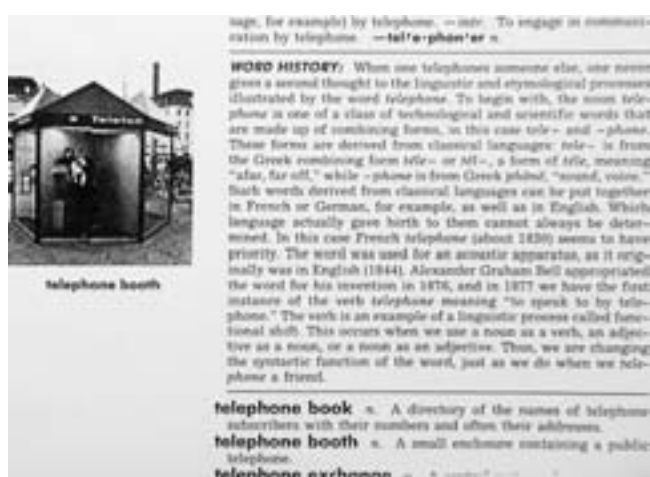 sage, for example) by telephone. —intr. To engage in communi-
cation by telephone. —tel'e·phon'er n.
WORD HISTORY: When one telephones someone else, one never
gives a second thought to the linguistic and etymological processes
illustrated by the word telephone. To begin with, the noun tele-
phone is one of a class of technological and scientific words that
are made up of combining forms, in this case tele– and –phone.
These forms are derived from classical languages: tele– is from
the Greek combining form tēle– or tēl–, a form of tēle, meaning
"afar, far off," while –phone is from Greek phōnē, "sound, voice."
Such words derived from classical languages can be put together
in French or German, for example, as well as in English. Which
language actually gave birth to them cannot always be deter-
mined. In this case French téléphone (about 1830) seems to have
priority. The word was used for an acoustic apparatus, as it orig-
inally was in English (1844). Alexander Graham Bell appropriated
the word for his invention in 1876, and in 1877 we have the first
instance of the verb telephone meaning "to speak to by tele-
phone." The verb is an example of a linguistic process called func-
tional shift. This occurs when we use a noun as a verb, an adjec-
tive as a noun, or a noun as an adjective. Thus, we are changing
the syntactic function of the word, just as we do when we tele-
phone a friend.
telephone booth
telephone book n. A directory of the names of telephone
subscribers with their numbers and often their addresses.
telephone booth n. A small enclosure containing a public
telephone.
telephone exchange n. A central